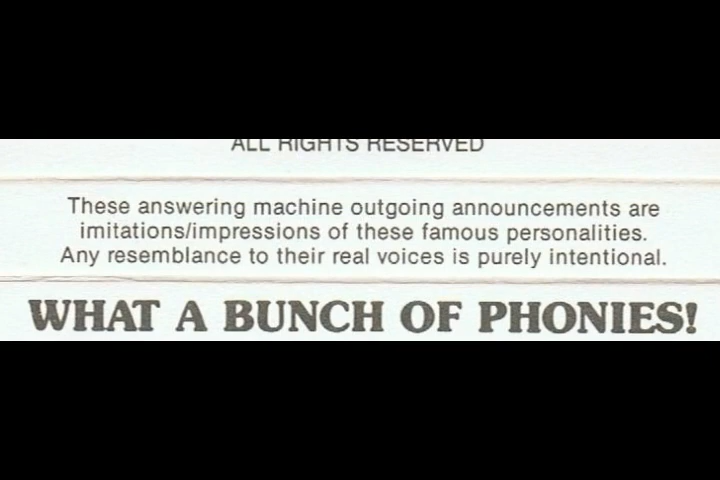 ALL RIGHTS RESERVED
These answering machine outgoing announcements are
imitations/impressions of these famous personalities.
Any resemblance to their real voices is purely intentional.
WHAT A BUNCH OF PHONIES!